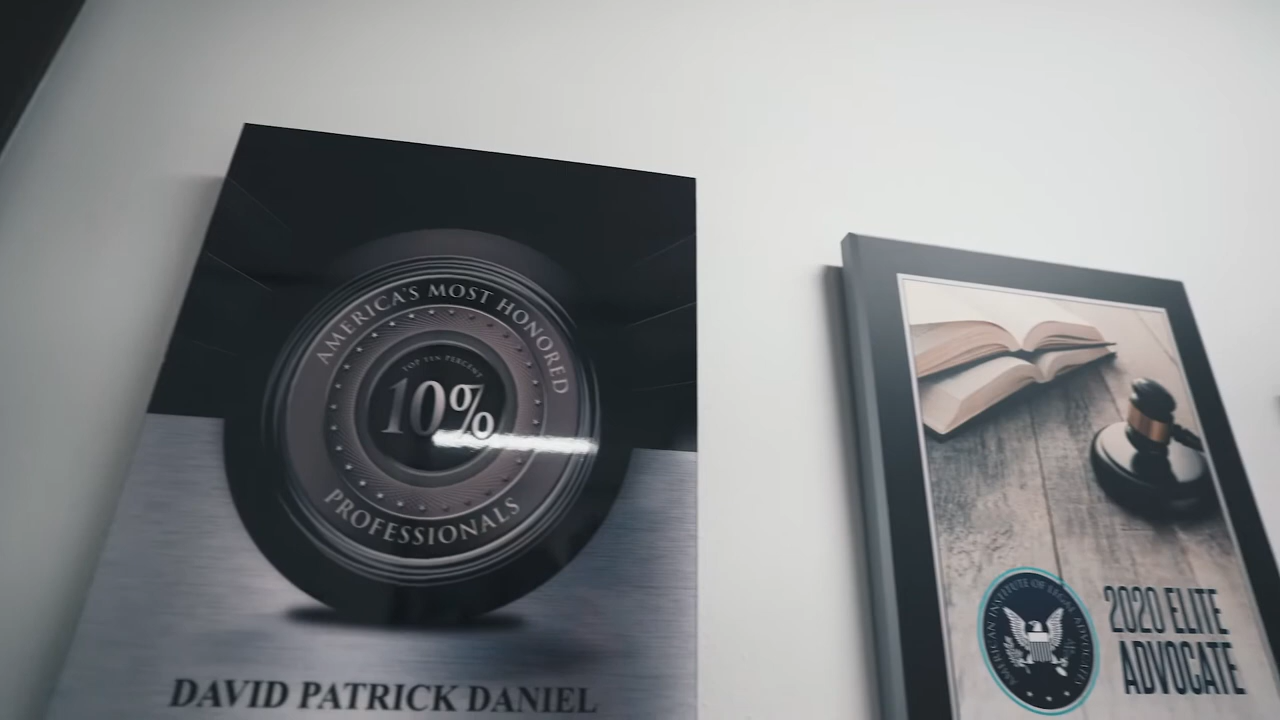 AMERICA'S MOST HONORED
TOP TEN PERCENT
10%
PROFESSIONALS
DAVID PATRICK DANIEL
AMERICAN INSTITUTE OF LEGAL ADVOCATES
2020 ELITE
ADVOCATE